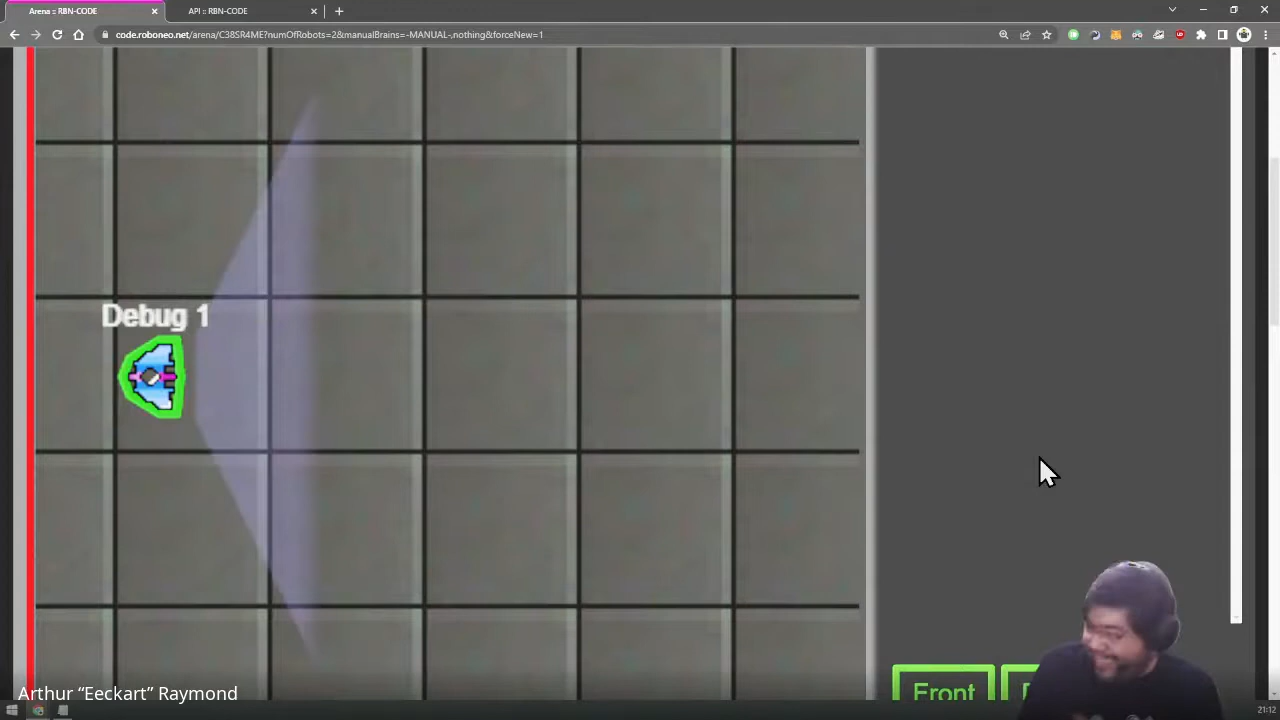 Arena :: RBN-CODE
API :: RBN-CODE
code.roboneo.net/arena/C38SR4ME?numOfRobots=2&manualBrains=-MANUAL-,nothing&forceNew=1
Debug 1
Front
Arthur “Eeckart” Raymond
21:12